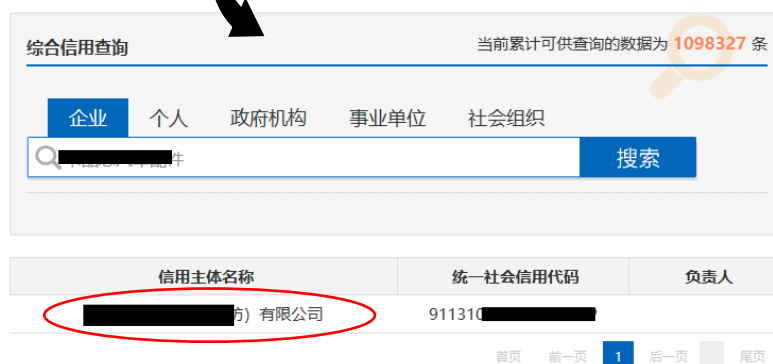 综合信用查询 当前累计可供查询的数据为 1098327 条
企业 个人 政府机构 事业单位 社会组织
件 搜索
信用主体名称 统一社会信用代码 负责人
) 有限公司 911310
首页 前一页 1 后一页 尾页